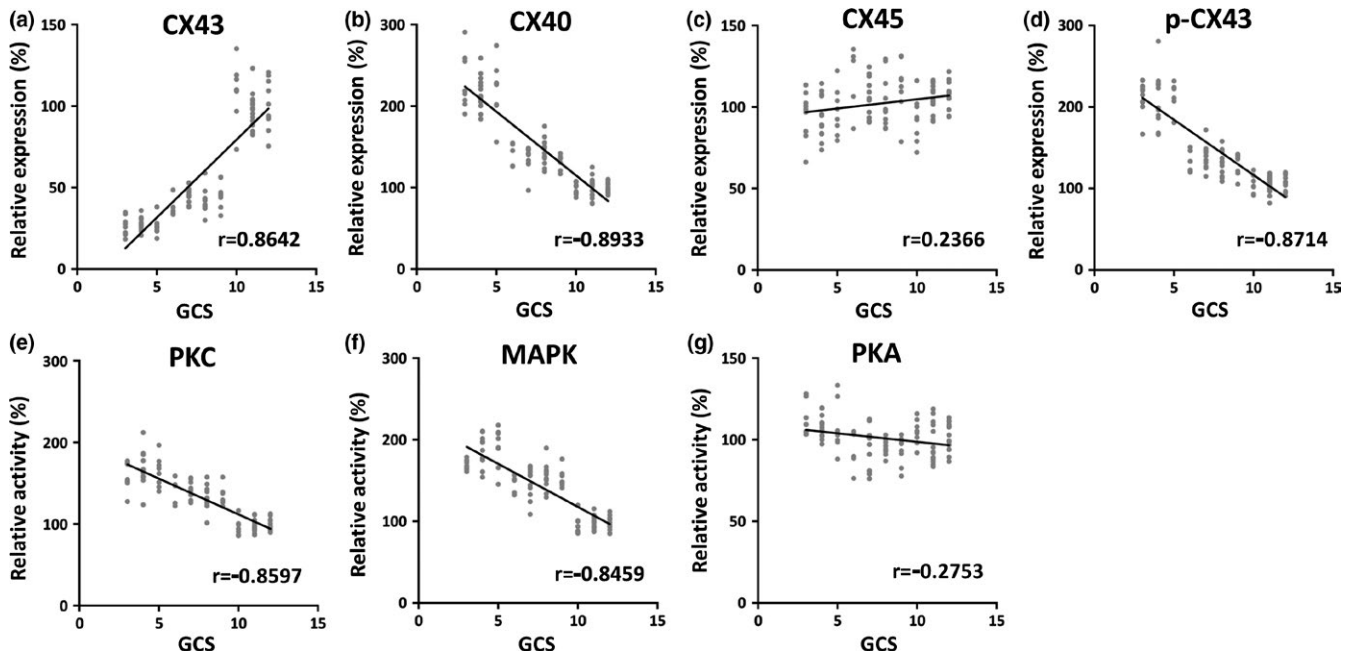 (a) CX43
Relative expression (%)
150
100
50
0
0 5 10 15
GCS
r=0.8642
(b) CX40
Relative expression (%)
300
200
100
0
0 5 10 15
GCS
r=-0.8933
(c) CX45
Relative expression (%)
150
100
50
0
0 5 10 15
GCS
r=0.2366
(d) p-CX43
Relative expression (%)
300
200
100
0
0 5 10 15
GCS
r=-0.8714
(e) PKC
Relative activity (%)
300
200
100
0
0 5 10 15
GCS
r=-0.8597
(f) MAPK
Relative activity (%)
300
200
100
0
0 5 10 15
GCS
r=-0.8459
(g) PKA
Relative activity (%)
150
100
50
0
0 5 10 15
GCS
r=-0.2753